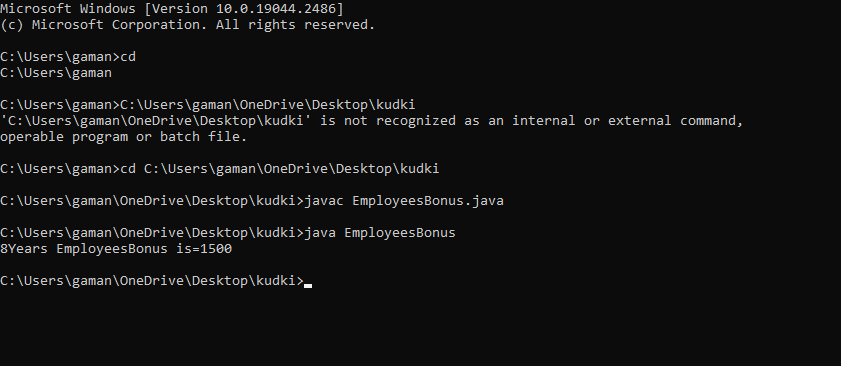 Microsoft Windows [Version 10.0.19044.2486]
(c) Microsoft Corporation. All rights reserved.
C:\Users\gaman>cd
C:\Users\gaman
C:\Users\gaman>C:\Users\gaman\OneDrive\Desktop\kudki
'C:\Users\gaman\OneDrive\Desktop\kudki' is not recognized as an internal or external command,
operable program or batch file.
C:\Users\gaman>cd C:\Users\gaman\OneDrive\Desktop\kudki
C:\Users\gaman\OneDrive\Desktop\kudki>javac EmployeesBonus.java
C:\Users\gaman\OneDrive\Desktop\kudki>java EmployeesBonus
8Years EmployeesBonus is=1500
C:\Users\gaman\OneDrive\Desktop\kudki>